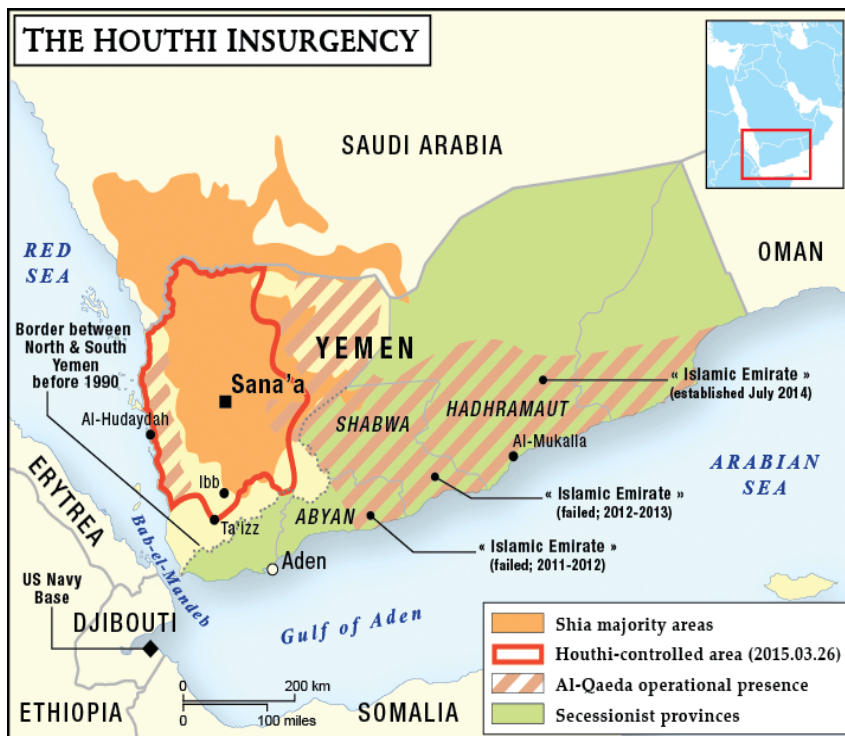 THE HOUTHI INSURGENCY
SAUDI ARABIA
RED
SEA
OMAN
Border between
North & South
Yemen
before 1990
YEMEN
Sana'a
« Islamic Emirate »
(established July 2014)
Al-Hudaydah
SHABWA
HADHRAMAUT
Al-Mukalla
ARABIAN
SEA
Ibb
« Islamic Emirate »
(failed; 2012-2013)
ERYTREA
Ta'izz
ABYAN
« Islamic Emirate »
(failed; 2011-2012)
Bab-el-Mandeb
Aden
US Navy
Base
DJIBOUTI
Gulf of Aden
ETHIOPIA
0 200 km
0 100 miles
SOMALIA
Shia majority areas
Houthi-controlled area (2015.03.26)
Al-Qaeda operational presence
Secessionist provinces